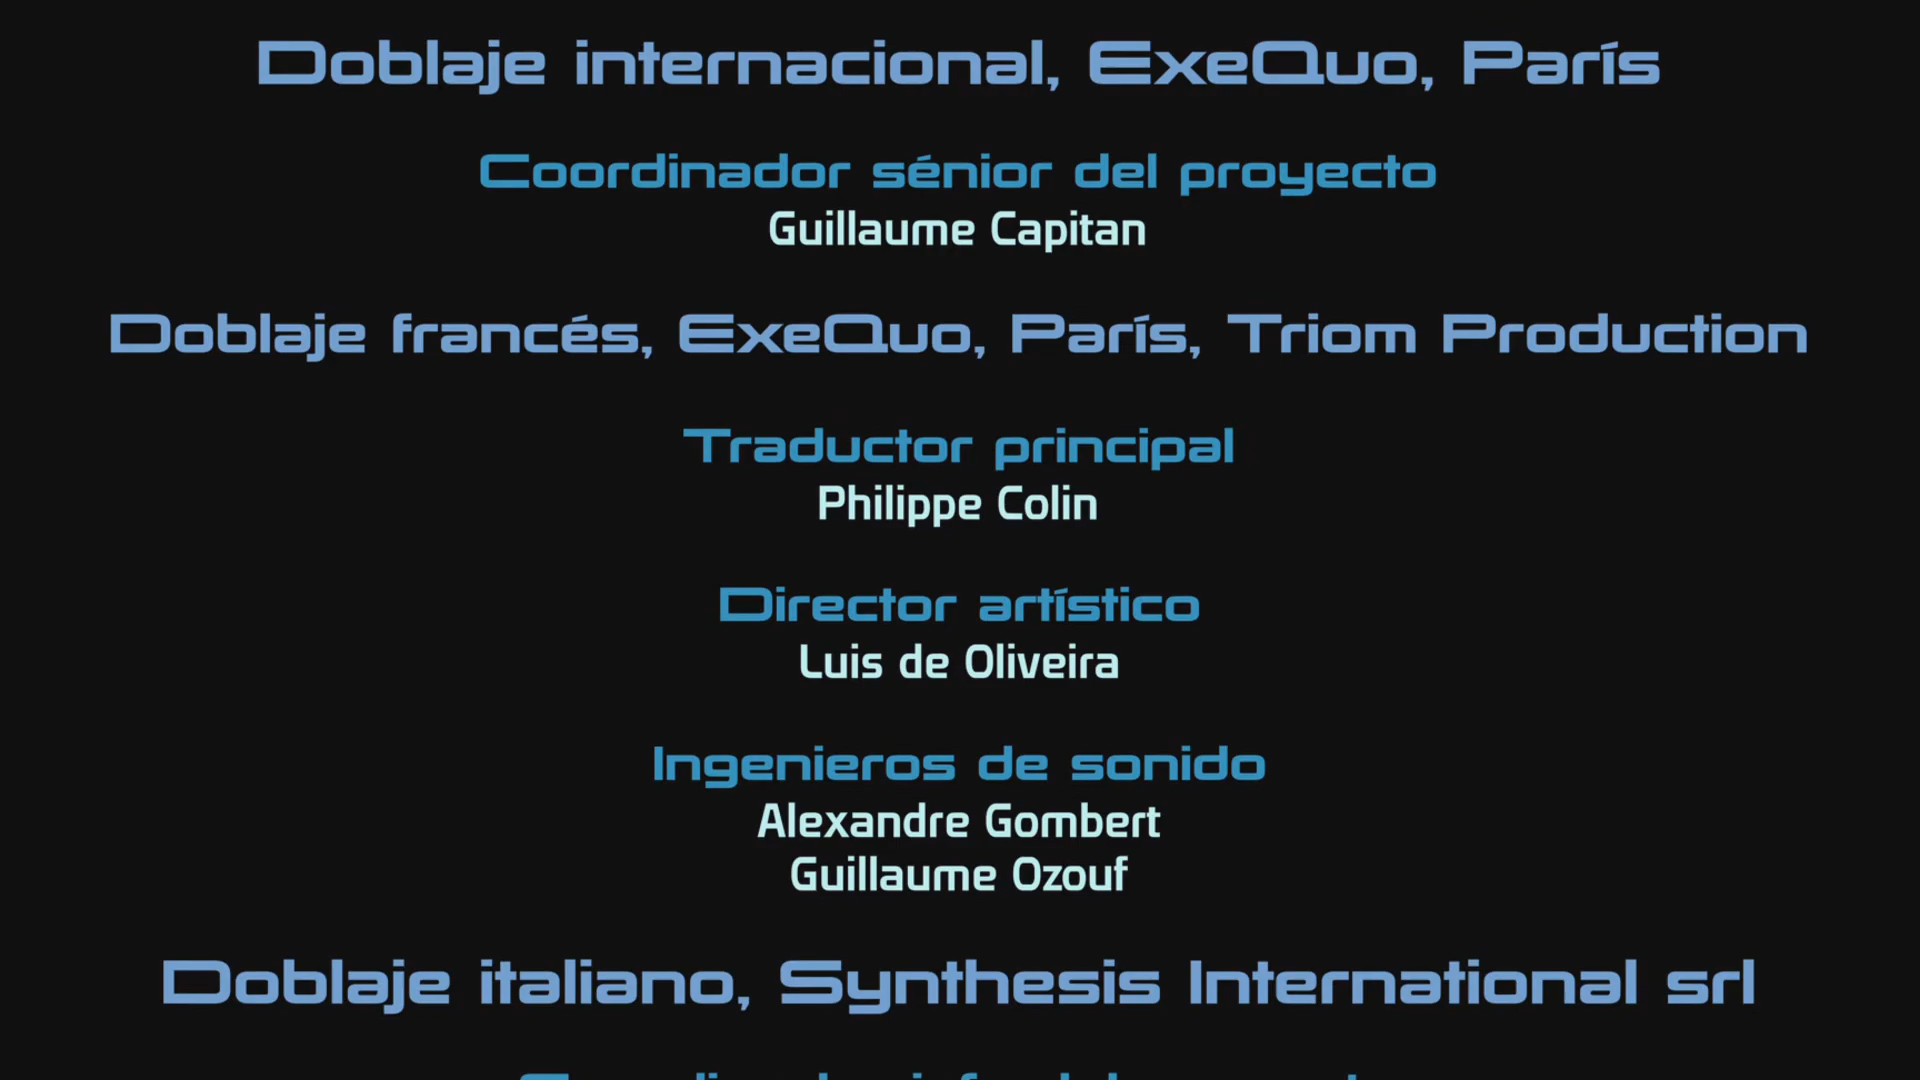 Doblaje internacional, ExeQuo, París
Coordinador sénior del proyecto
Guillaume Capitan
Doblaje francés, ExeQuo, París, Triom Production
Traductor principal
Philippe Colin
Director artístico
Luis de Oliveira
Ingenieros de sonido
Alexandre Gombert
Guillaume Ozouf
Doblaje italiano, Synthesis International srl